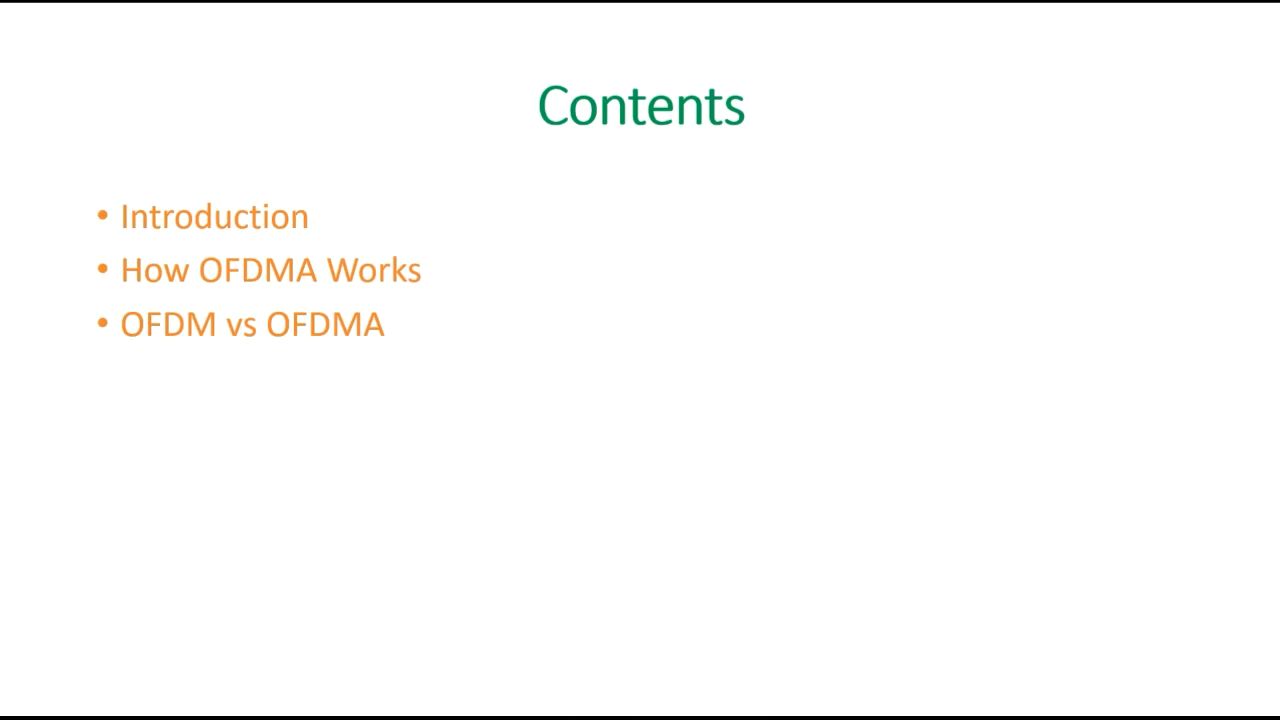 Contents
• Introduction
• How OFDMA Works
• OFDM vs OFDMA